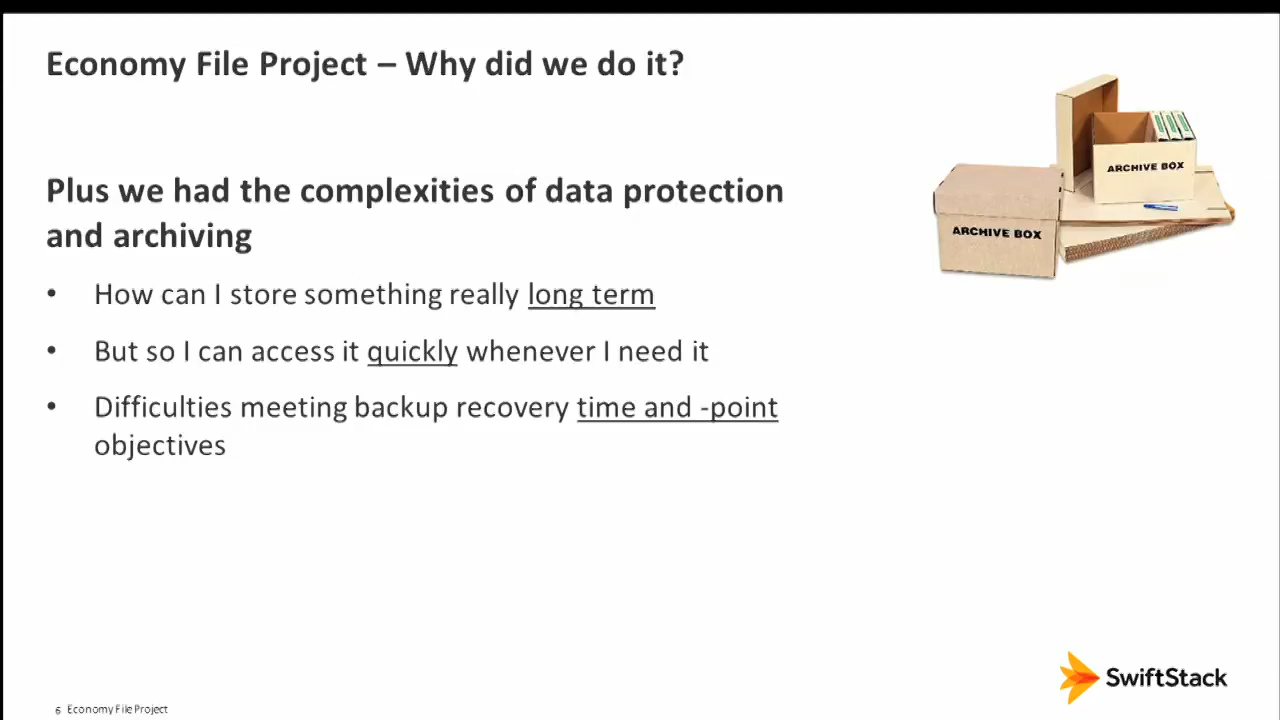 Economy File Project – Why did we do it?
Plus we had the complexities of data protection
and archiving
• How can I store something really long term
• But so I can access it quickly whenever I need it
• Difficulties meeting backup recovery time and -point
objectives
ARCHIVE BOX
ARCHIVE BOX
SwiftStack
6 Economy File Project